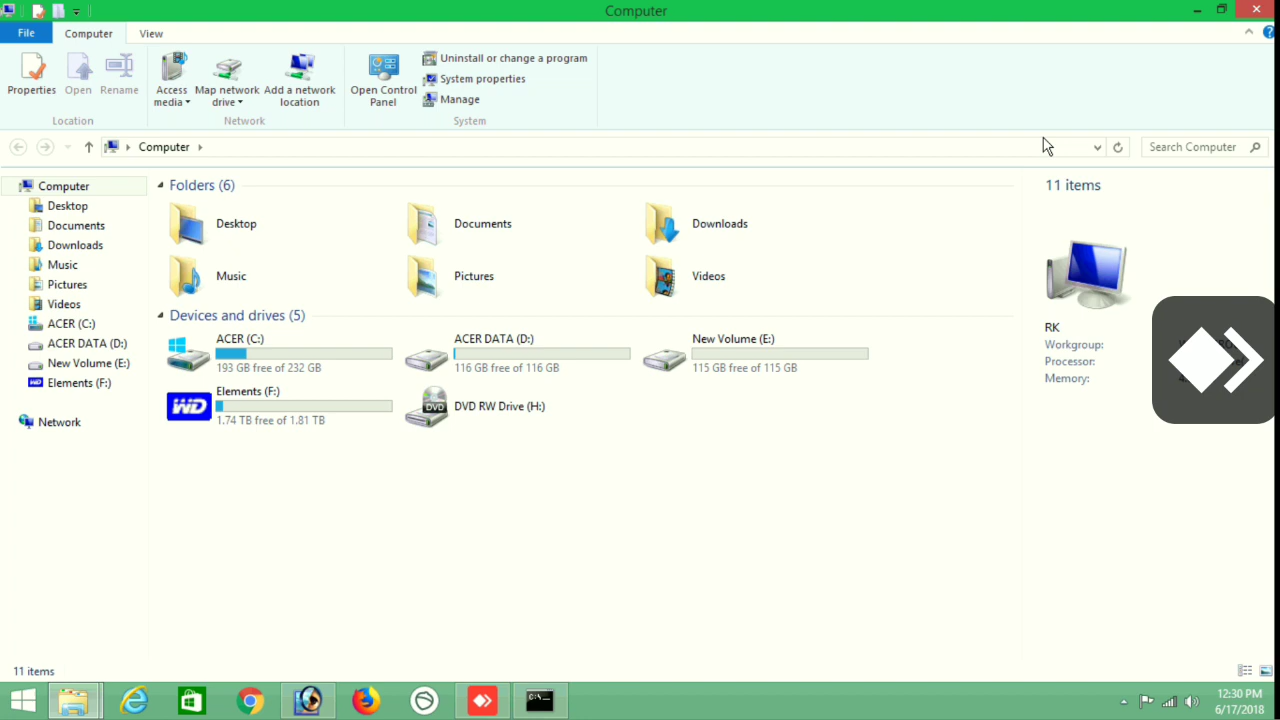 Computer
File Computer View
Properties Open Rename Access media Map network drive Add a network location Open Control Panel
Uninstall or change a program
System properties
Manage
Location Network System
Computer
Search Computer
Computer
Desktop
Documents
Downloads
Music
Pictures
Videos
ACER (C:)
ACER DATA (D:)
New Volume (E:)
Elements (F:)
Network
Folders (6)
Desktop Documents Downloads
Music Pictures Videos
Devices and drives (5)
ACER (C:)
193 GB free of 232 GB
ACER DATA (D:)
116 GB free of 116 GB
New Volume (E:)
115 GB free of 115 GB
WD
Elements (F:)
1.74 TB free of 1.81 TB
DVD
DVD RW Drive (H:)
11 items
RK
Workgroup:
Processor:
Memory:
11 items
12:30 PM
6/17/2018